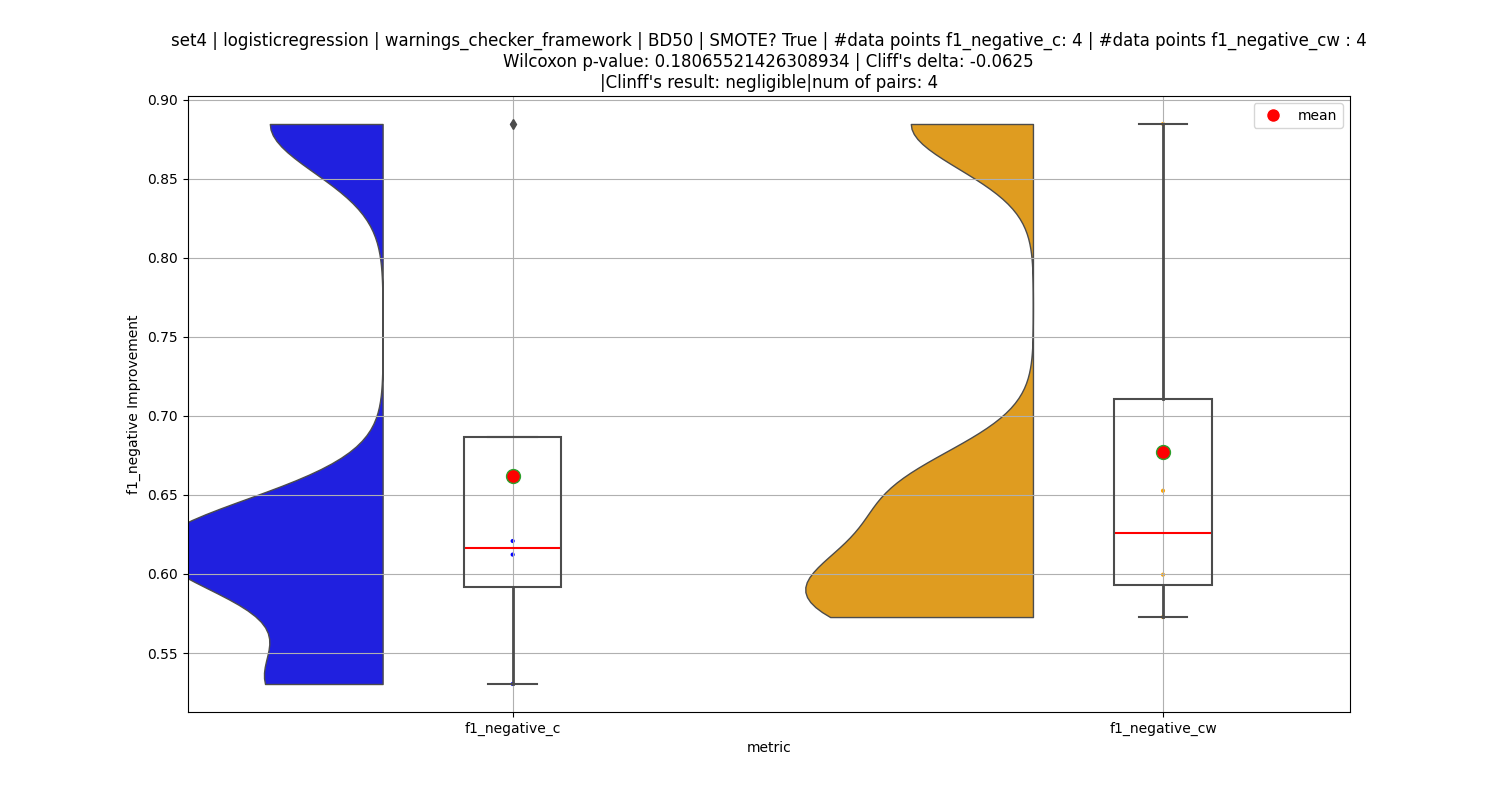 set4 | logisticregression | warnings_checker_framework | BD50 | SMOTE? True | #data points f1_negative_c: 4 | #data points f1_negative_cw : 4
Wilcoxon p-value: 0.18065521426308934 | Cliff's delta: -0.0625
|Clinff's result: negligible|num of pairs: 4
mean
0.90
0.85
0.80
0.75
0.70
0.65
0.60
0.55
f1_negative Improvement
f1_negative_c
f1_negative_cw
metric